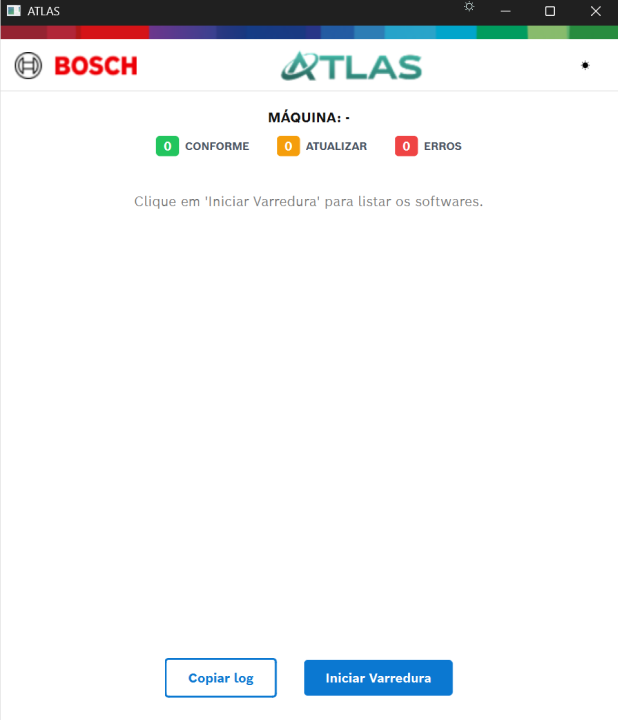 ATLAS
BOSCH
ATLAS
MÁQUINA: -
0 CONFORME 0 ATUALIZAR 0 ERROS
Clique em 'Iniciar Varredura' para listar os softwares.
Copiar log
Iniciar Varredura